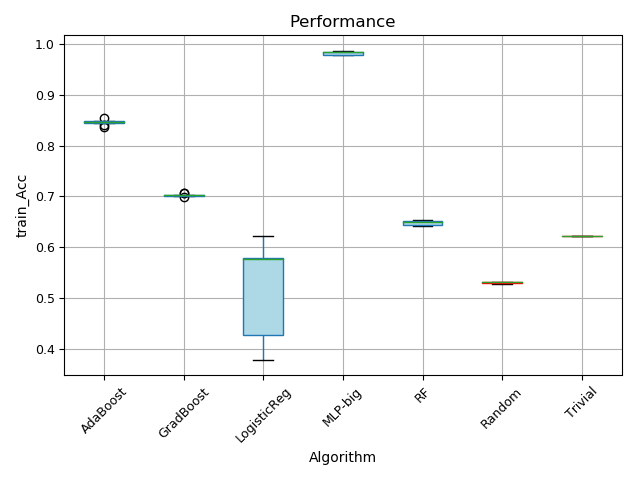 Performance
1.0
0.9
0.8
0.7
0.6
0.5
0.4
train_Acc
AdaBoost
GradBoost
LogisticReg
MLP-big
RF
Random
Trivial
Algorithm